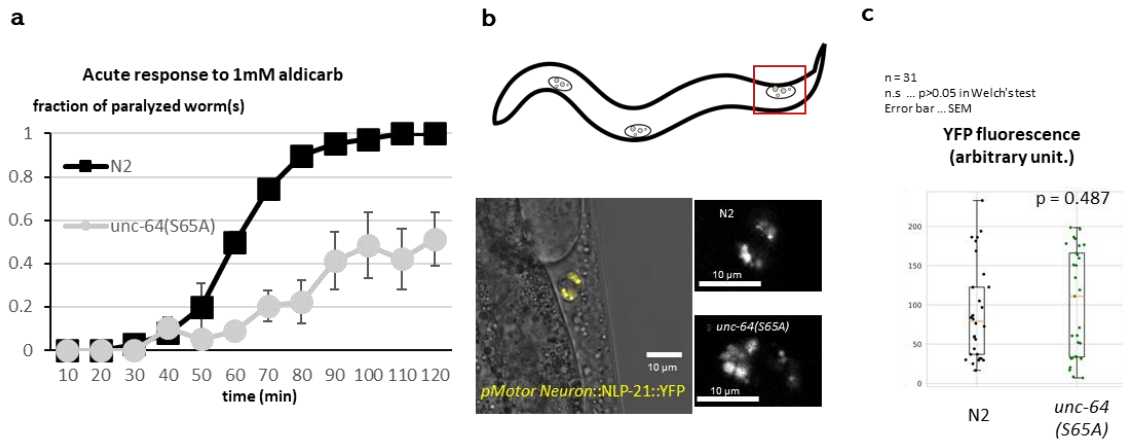 a
Acute response to 1mM aldicarb
fraction of paralyzed worm(s)
1
0.8
0.6
0.4
0.2
0
N2
unc-64(S65A)
10 20 30 40 50 60 70 80 90 100 110 120
time (min)
b
N2
10 µm
unc-64(S65A)
10 µm
10 µm
pMotor Neuron::NLP-21::YFP
c
n = 31
n.s ... p>0.05 in Welch's test
Error bar ... SEM
YFP fluorescence
(arbitrary unit.)
p = 0.487
200
150
100
50
0
N2
unc-64
(S65A)